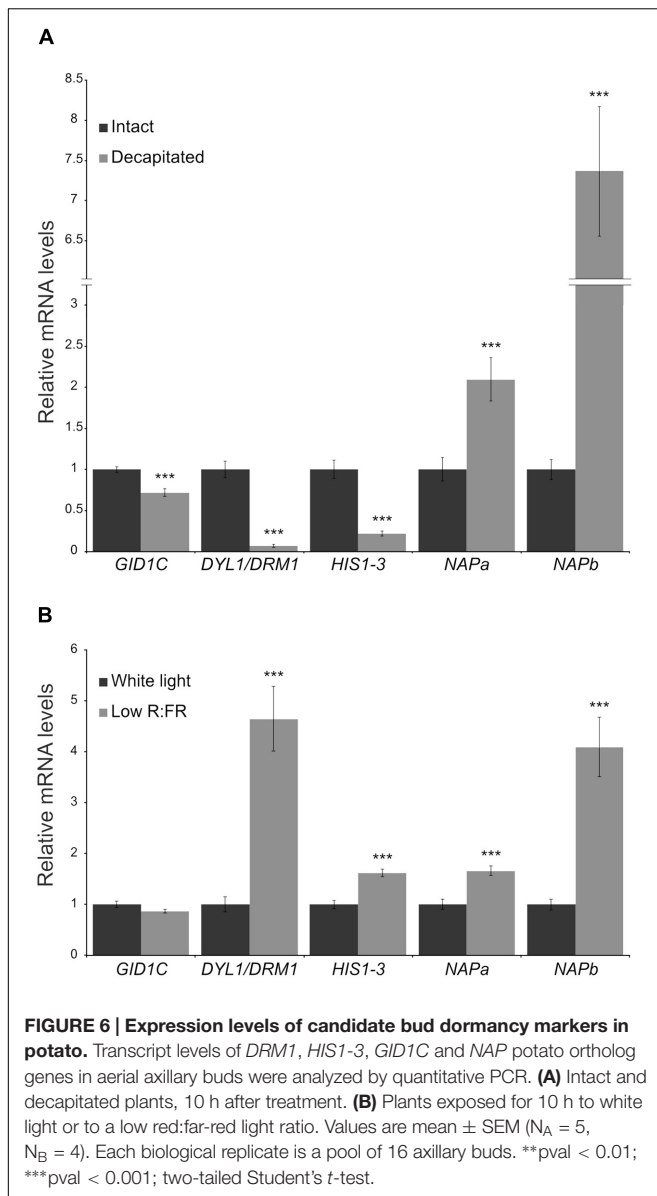 A
8.5
8
7.5
7
6.5
3
2.5
2
1.5
1
0.5
0
Relative mRNA levels
Intact
Decapitated
*** *** *** *** ***
GID1C DYL1/DRM1 HIS1-3 NAPa NAPb
B
6
5
4
3
2
1
0
Relative mRNA levels
White light
Low R:FR
*** *** *** ***
GID1C DYL1/DRM1 HIS1-3 NAPa NAPb
FIGURE 6 | Expression levels of candidate bud dormancy markers in
potato. Transcript levels of DRM1, HIS1-3, GID1C and NAP potato ortholog
genes in aerial axillary buds were analyzed by quantitative PCR. (A) Intact and
decapitated plants, 10 h after treatment. (B) Plants exposed for 10 h to white
light or to a low red:far-red light ratio. Values are mean ± SEM (NA = 5,
NB = 4). Each biological replicate is a pool of 16 axillary buds. **pval < 0.01;
***pval < 0.001; two-tailed Student's t-test.